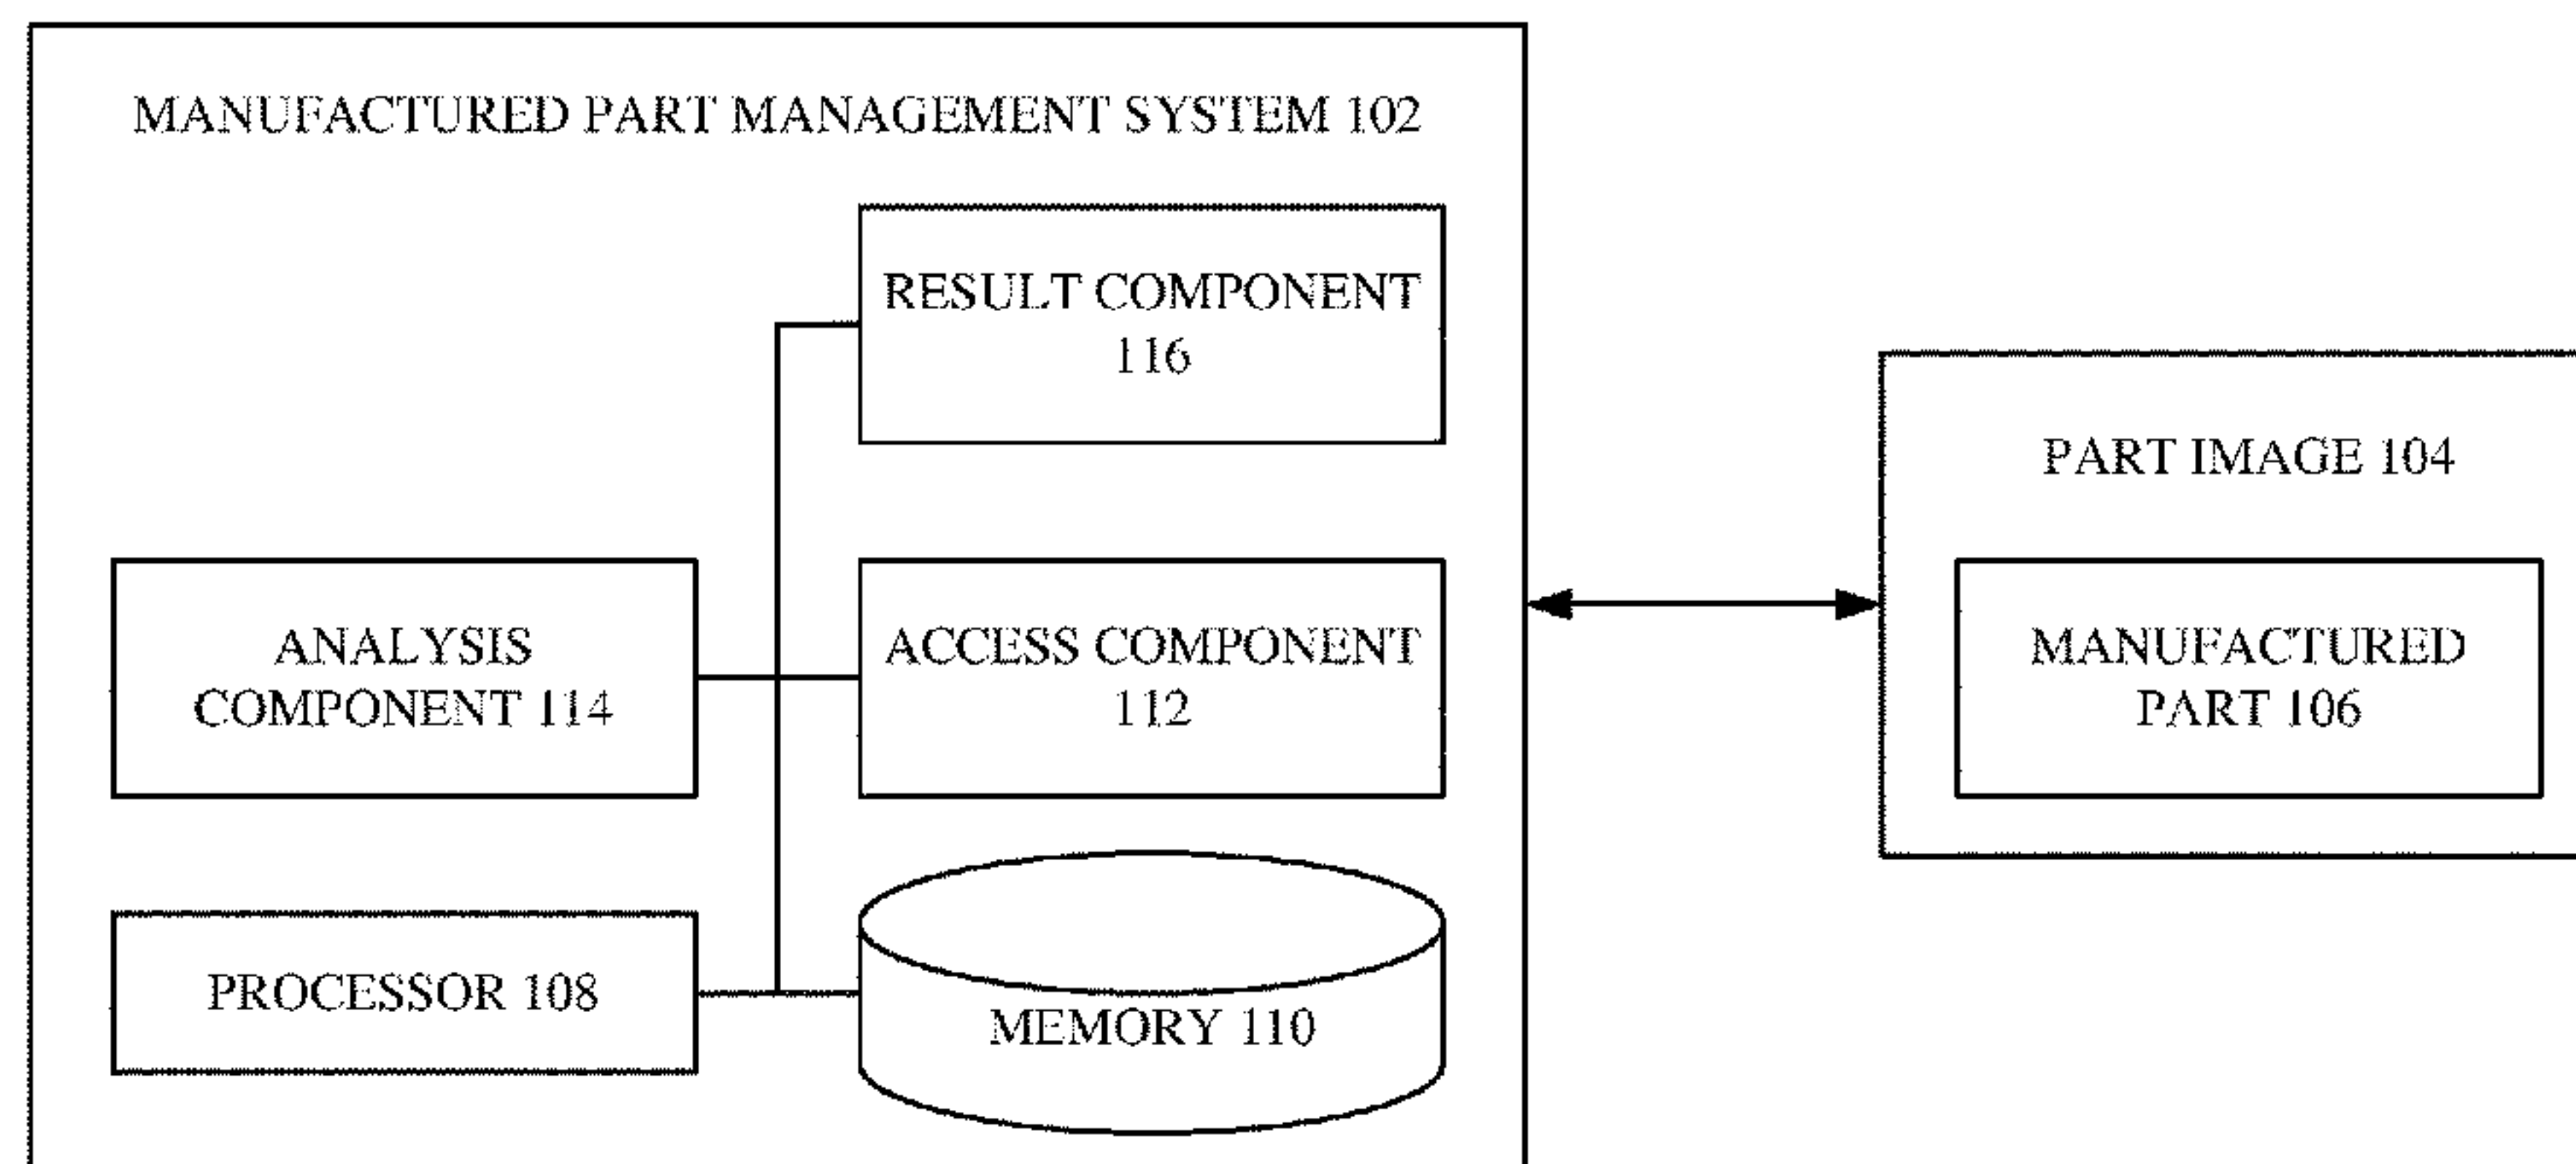 MANUFACTURED PART MANAGEMENT SYSTEM 102
RESULT COMPONENT
116
ANALYSIS
COMPONENT 114
ACCESS COMPONENT
112
PROCESSOR 108
MEMORY 110
PART IMAGE 104
MANUFACTURED
PART 106